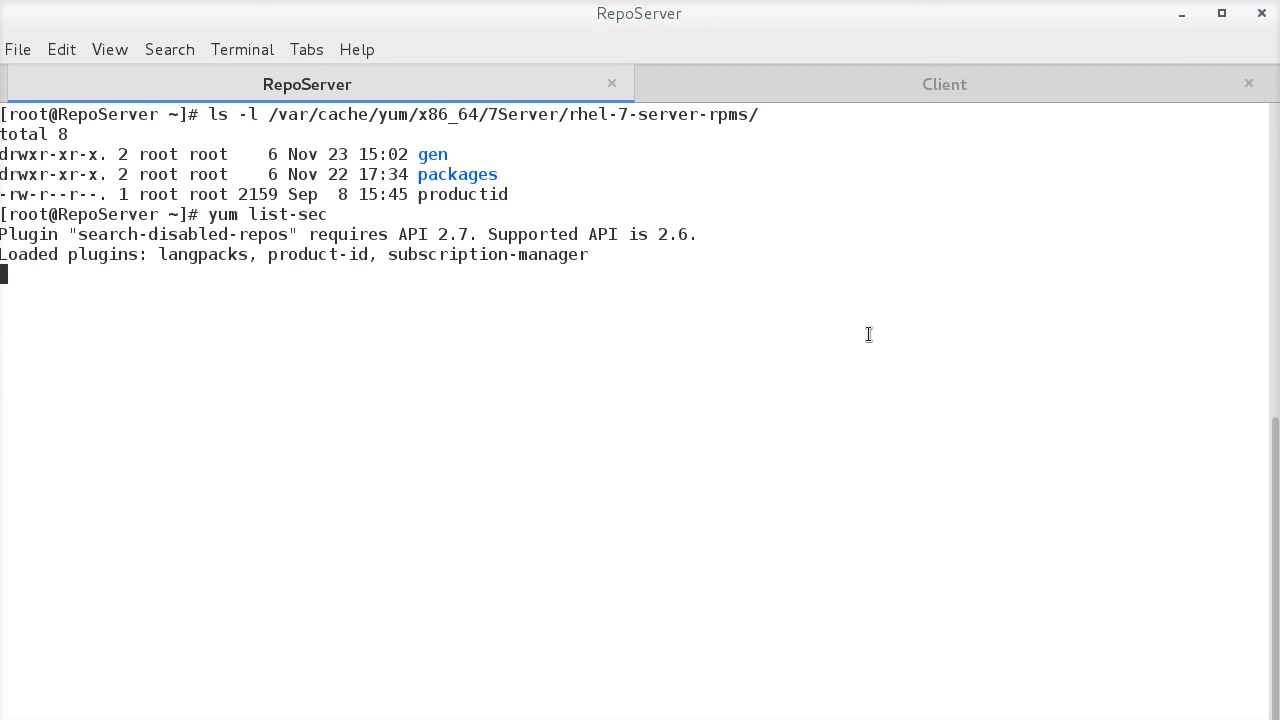 RepoServer
File Edit View Search Terminal Tabs Help
RepoServer Client
[root@RepoServer ~]# ls -l /var/cache/yum/x86_64/7Server/rhel-7-server-rpms/
total 8
drwxr-xr-x. 2 root root    6 Nov 23 15:02 gen
drwxr-xr-x. 2 root root    6 Nov 22 17:34 packages
-rw-r--r--. 1 root root 2159 Sep  8 15:45 productid
[root@RepoServer ~]# yum list-sec
Plugin "search-disabled-repos" requires API 2.7. Supported API is 2.6.
Loaded plugins: langpacks, product-id, subscription-manager